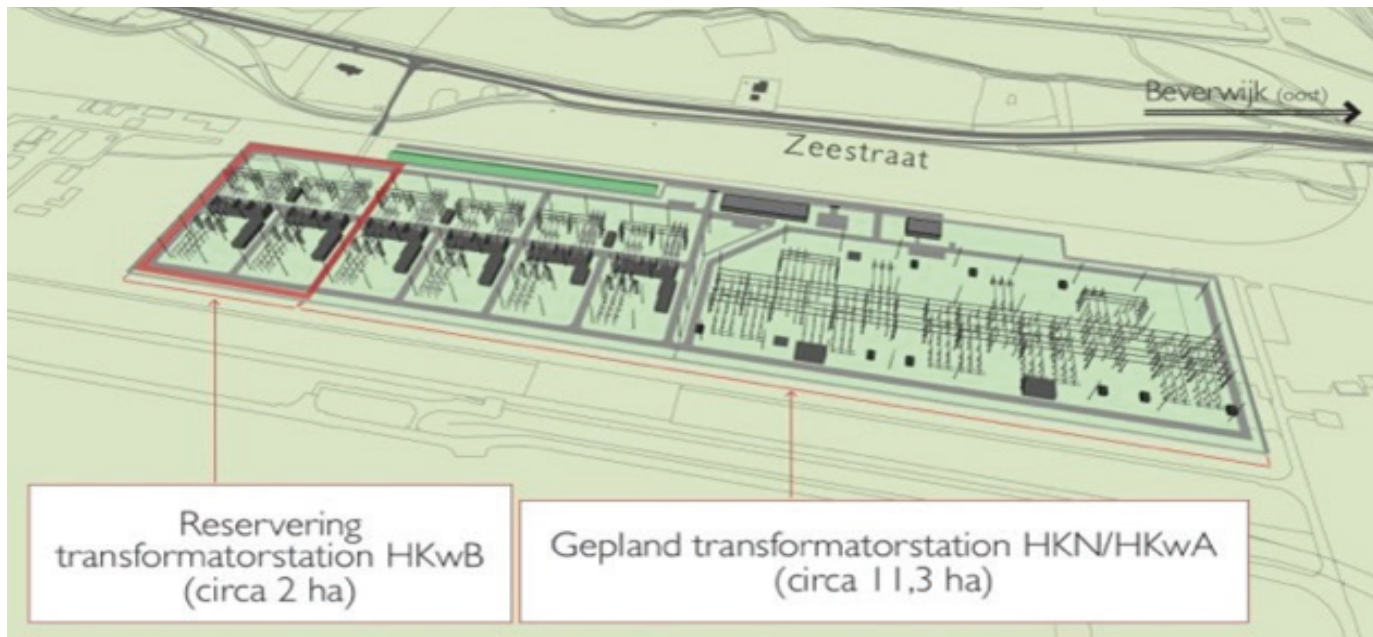 Beverwijk (oost)
Zeestraat
Reservering
transformatorstation HKwB
(circa 2 ha)
Gepland transformatorstation HKN/HKwA
(circa 11,3 ha)